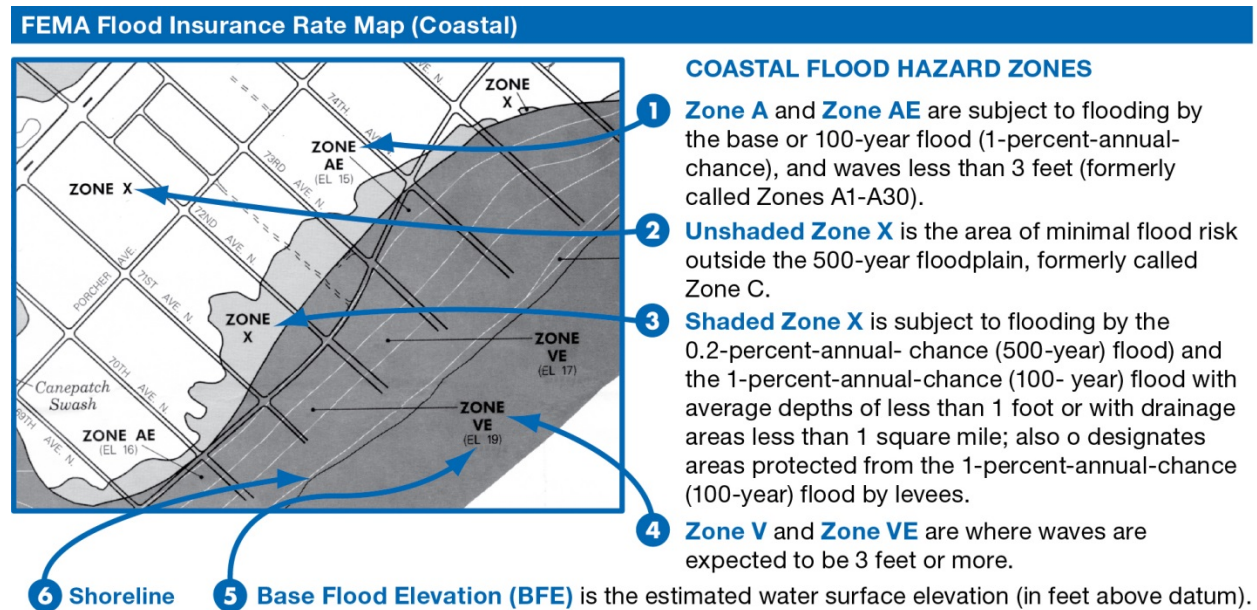 FEMA Flood Insurance Rate Map (Coastal)
ZONE
X
74TH
AVE. N.
ZONE
AE
(EL 15)
73RD AVE. N.
ZONE X
72ND
AVE. N.
PORCHER AVE.
71ST AVE. N.
ZONE
X
ZONE
VE
(EL 17)
70TH
AVE. N.
Canepatch
Swash
ZONE
VE
(EL 19)
69TH AVE. N.
ZONE AE
(EL 16)
COASTAL FLOOD HAZARD ZONES
1 Zone A and Zone AE are subject to flooding by
the base or 100-year flood (1-percent-annual-
chance), and waves less than 3 feet (formerly
called Zones A1-A30).
2 Unshaded Zone X is the area of minimal flood risk
outside the 500-year floodplain, formerly called
Zone C.
3 Shaded Zone X is subject to flooding by the
0.2-percent-annual- chance (500-year) flood) and
the 1-percent-annual-chance (100- year) flood with
average depths of less than 1 foot or with drainage
areas less than 1 square mile; also o designates
areas protected from the 1-percent-annual-chance
(100-year) flood by levees.
4 Zone V and Zone VE are where waves are
expected to be 3 feet or more.
6 Shoreline
5 Base Flood Elevation (BFE) is the estimated water surface elevation (in feet above datum).